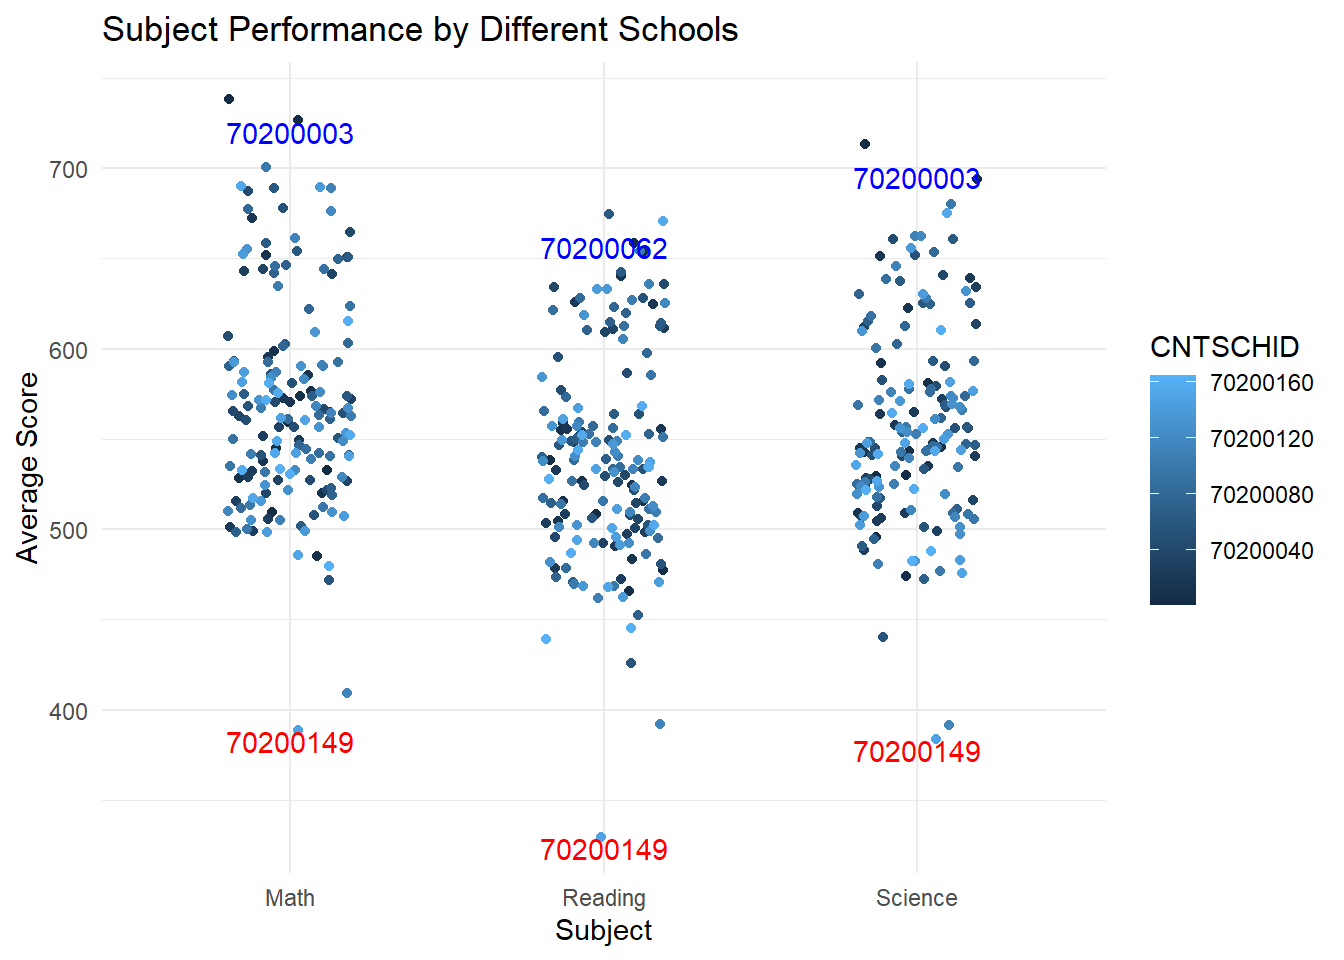 Subject Performance by Different Schools
Average Score
700
600
500
400
70200003
70200149
70200062
70200149
70200003
70200149
Math
Reading
Science
Subject
CNTSCHID
70200160
70200120
70200080
70200040